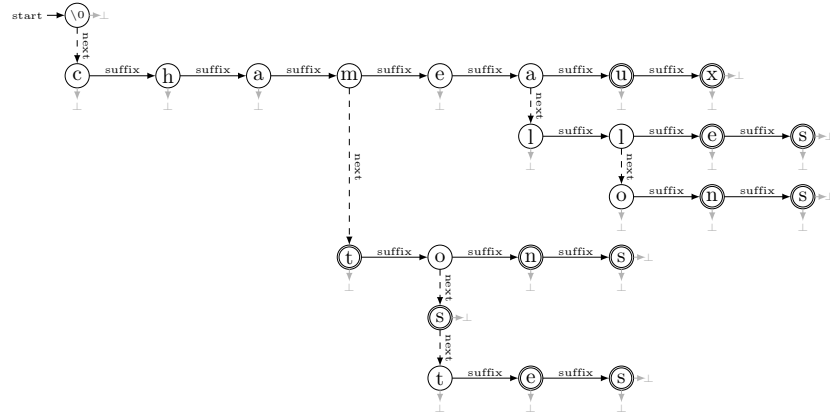 start \0 ⊥
next
c suffix h suffix a suffix m suffix e suffix a suffix u suffix x ⊥
⊥ ⊥ ⊥ next ⊥ next ⊥ ⊥
l suffix l suffix e suffix s ⊥
⊥ next ⊥ ⊥
o suffix n suffix s ⊥
⊥ ⊥ ⊥
t suffix o suffix n suffix s ⊥
⊥ next ⊥ ⊥
s ⊥
next
t suffix e suffix s ⊥
⊥ ⊥ ⊥